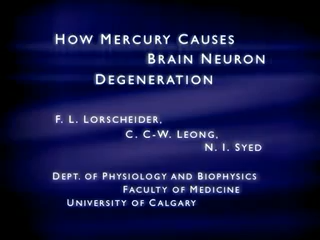 How Mercury Causes
Brain Neuron
Degeneration
F. L. Lorscheider,
C. C-W. Leong,
N. I. Syed
Dept. of Physiology and Biophysics
Faculty of Medicine
University of Calgary